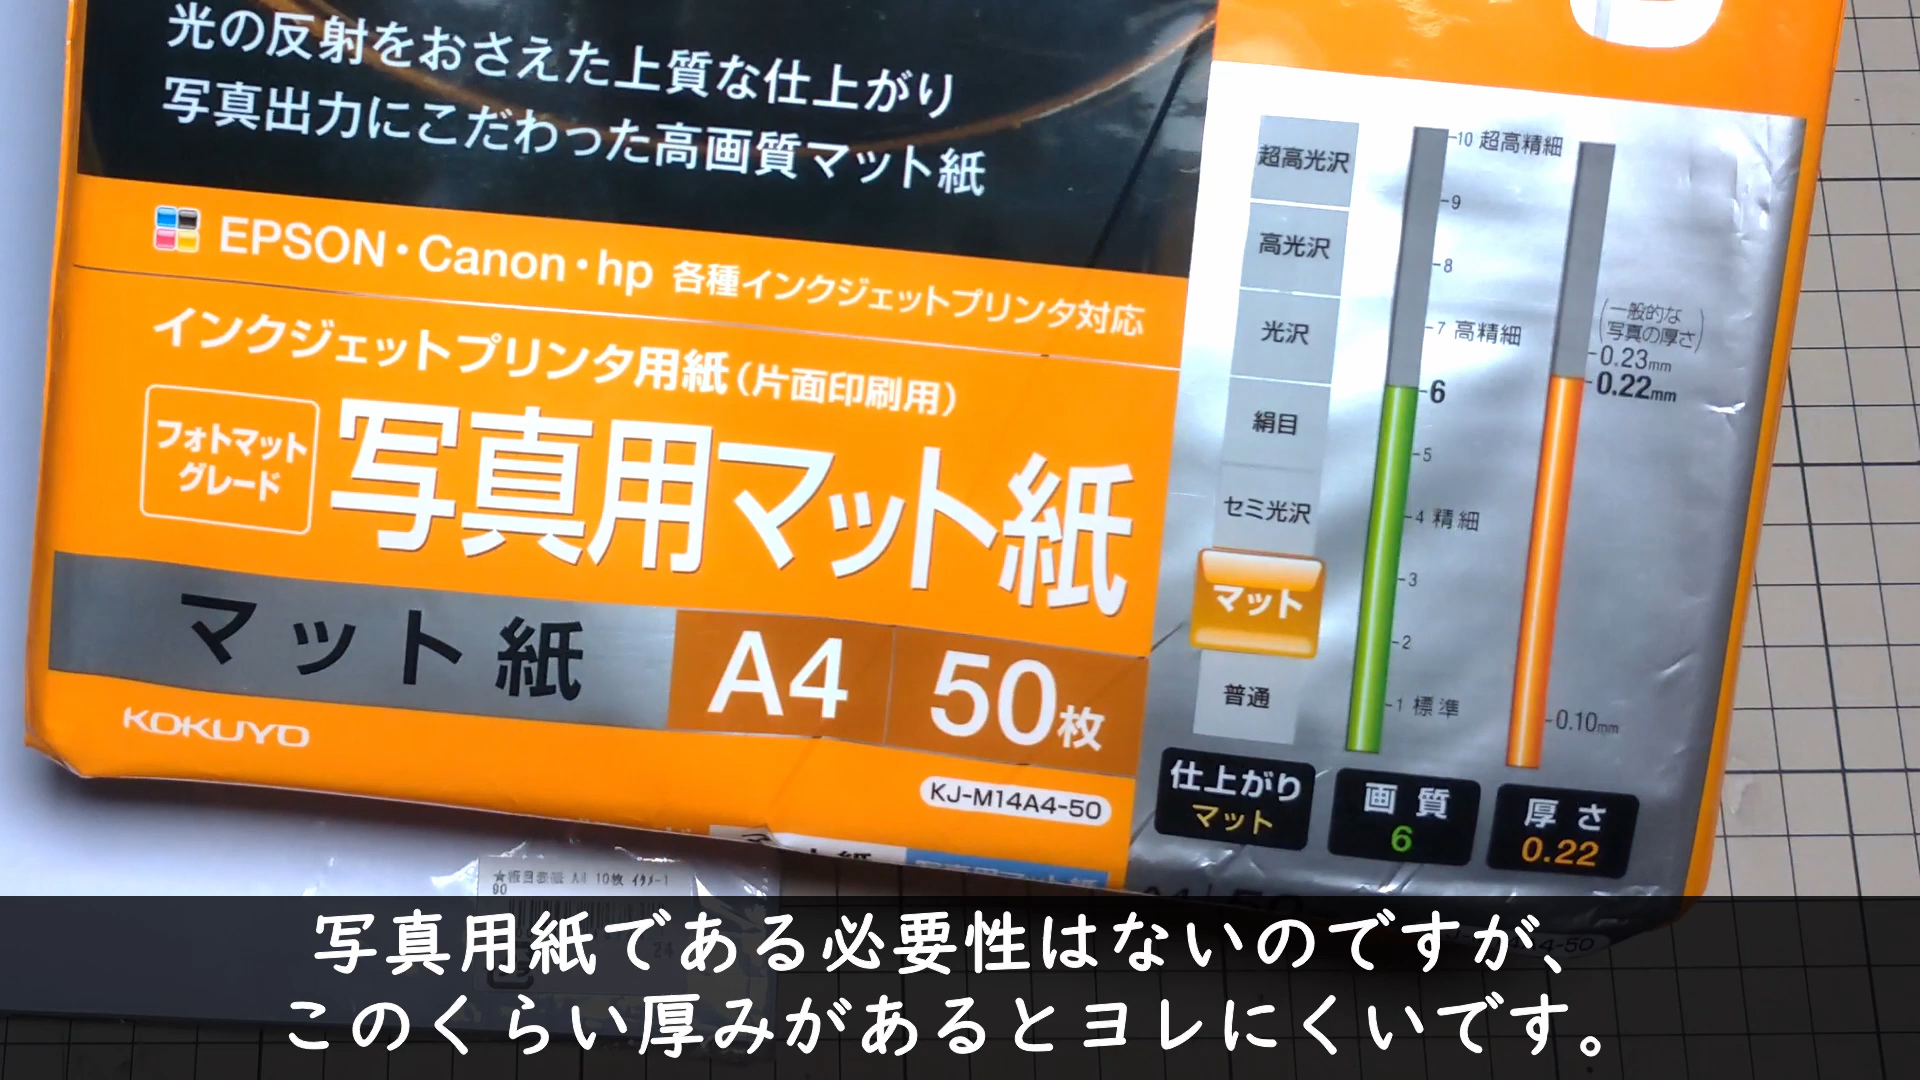 光の反射をおさえた上質な仕上がり
写真出力にこだわった高画質マット紙
EPSON・Canon・hp 各種インクジェットプリンタ対応
インクジェットプリンタ用紙(片面印刷用)
フォトマット
グレード
写真用マット紙
マット紙 A4 50枚
KOKUYO
KJ-M14A4-50
超高光沢
高光沢
光沢
絹目
セミ光沢
マット
普通
10 超高精細
9
8
7 高精細
6
5
4 精細
3
2
1 標準
(一般的な
写真の厚さ)
0.23mm
0.22mm
0.10mm
仕上がり
マット
画質
6
厚さ
0.22
A4 10枚
90
写真用紙である必要性はないのですが、
このくらい厚みがあるとヨレにくいです。